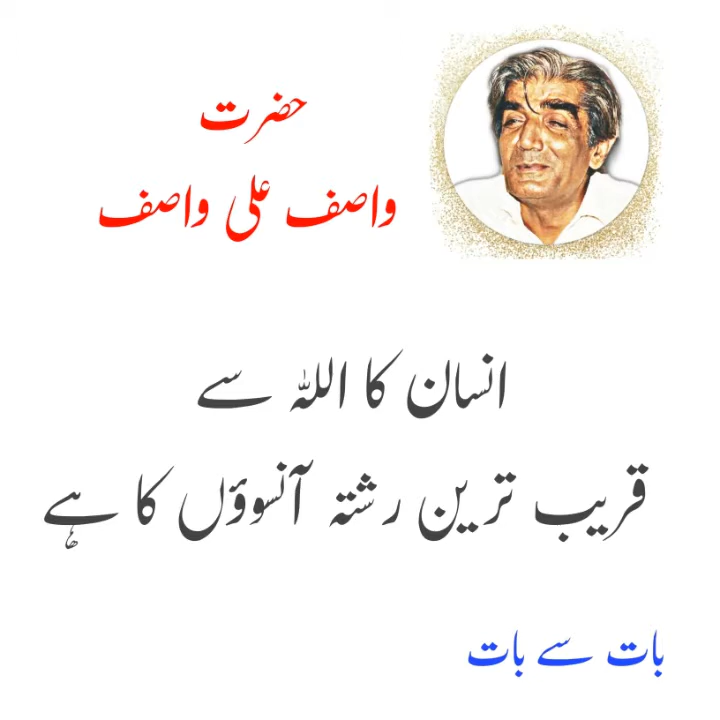 حضرت
واصف علی واصف
انسان کا اللہ سے
قریب ترین رشتہ آنسوؤں کا ہے
بات سے بات